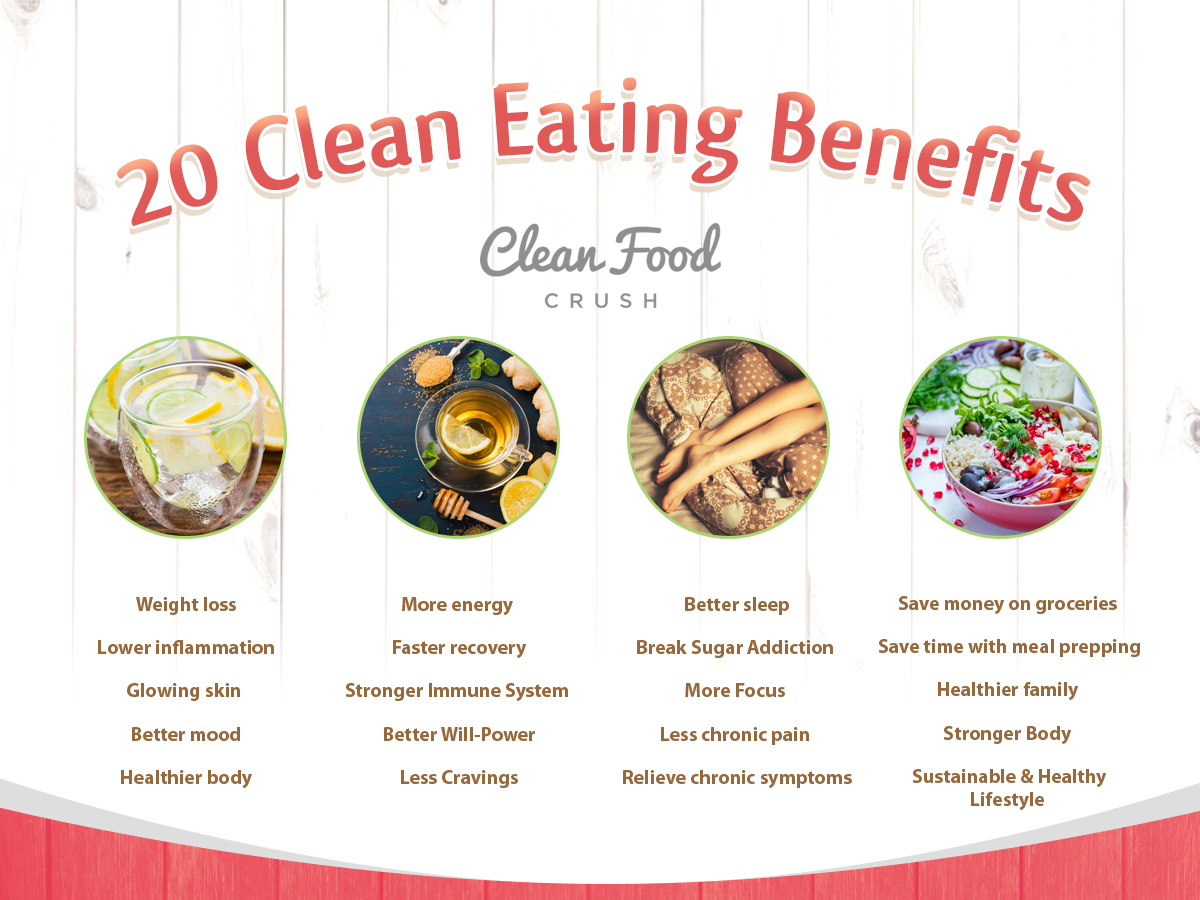 20 Clean Eating Benefits
Clean Food
CRUSH
Weight loss
Lower inflammation
Glowing skin
Better mood
Healthier body
More energy
Faster recovery
Stronger Immune System
Better Will-Power
Less Cravings
Better sleep
Break Sugar Addiction
More Focus
Less chronic pain
Relieve chronic symptoms
Save money on groceries
Save time with meal prepping
Healthier family
Stronger Body
Sustainable & Healthy
Lifestyle